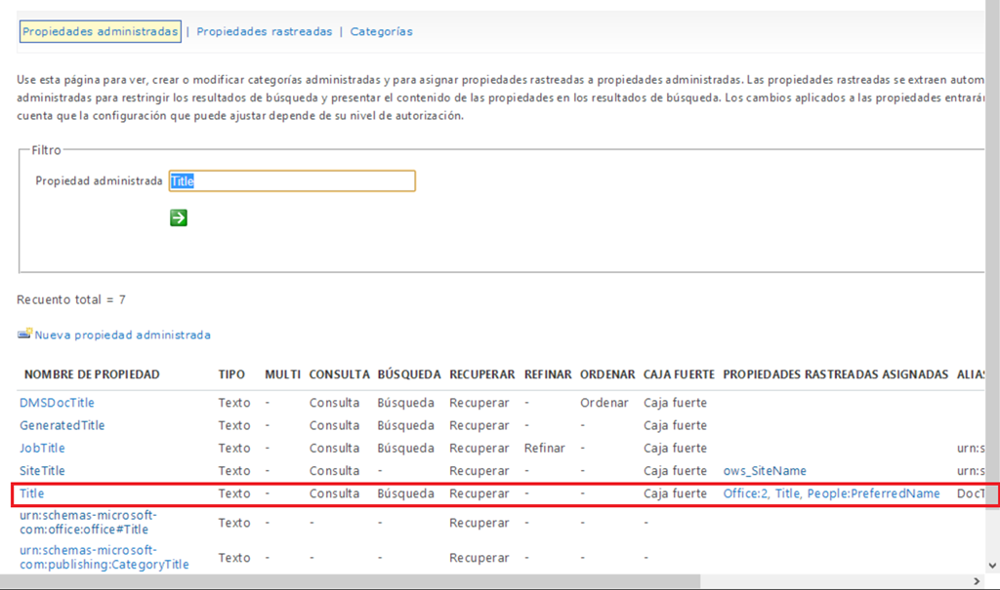 Propiedades administradas | Propiedades rastreadas | Categorías
Use esta página para ver, crear o modificar categorías administradas y para asignar propiedades rastreadas a propiedades administradas. Las propiedades rastreadas se extraen autom
administradas para restringir los resultados de búsqueda y presentar el contenido de las propiedades en los resultados de búsqueda. Los cambios aplicados a las propiedades entrará
cuenta que la configuración que puede ajustar depende de su nivel de autorización.
Filtro
Propiedad administrada Title
Recuento total = 7
Nueva propiedad administrada
NOMBRE DE PROPIEDAD TIPO MULTI CONSULTA BÚSQUEDA RECUPERAR REFINAR ORDENAR CAJA FUERTE PROPIEDADES RASTREADAS ASIGNADAS ALIAS
DMSDocTitle Texto - Consulta Búsqueda Recuperar - Ordenar Caja fuerte
GeneratedTitle Texto - Consulta Búsqueda Recuperar - - Caja fuerte
JobTitle Texto - Consulta Búsqueda Recuperar Refinar - Caja fuerte urn:s
SiteTitle Texto - Consulta Búsqueda Recuperar - - Caja fuerte ows_SiteName urn:s
Title Texto - Consulta Búsqueda Recuperar - - Caja fuerte Office:2, Title, People:PreferredName DocT
urn:schemas-microsoft-
com:office:office#Title Texto - - - Recuperar - - -
urn:schemas-microsoft-
com:publishing:CategoryTitle Texto - - - Recuperar - - -